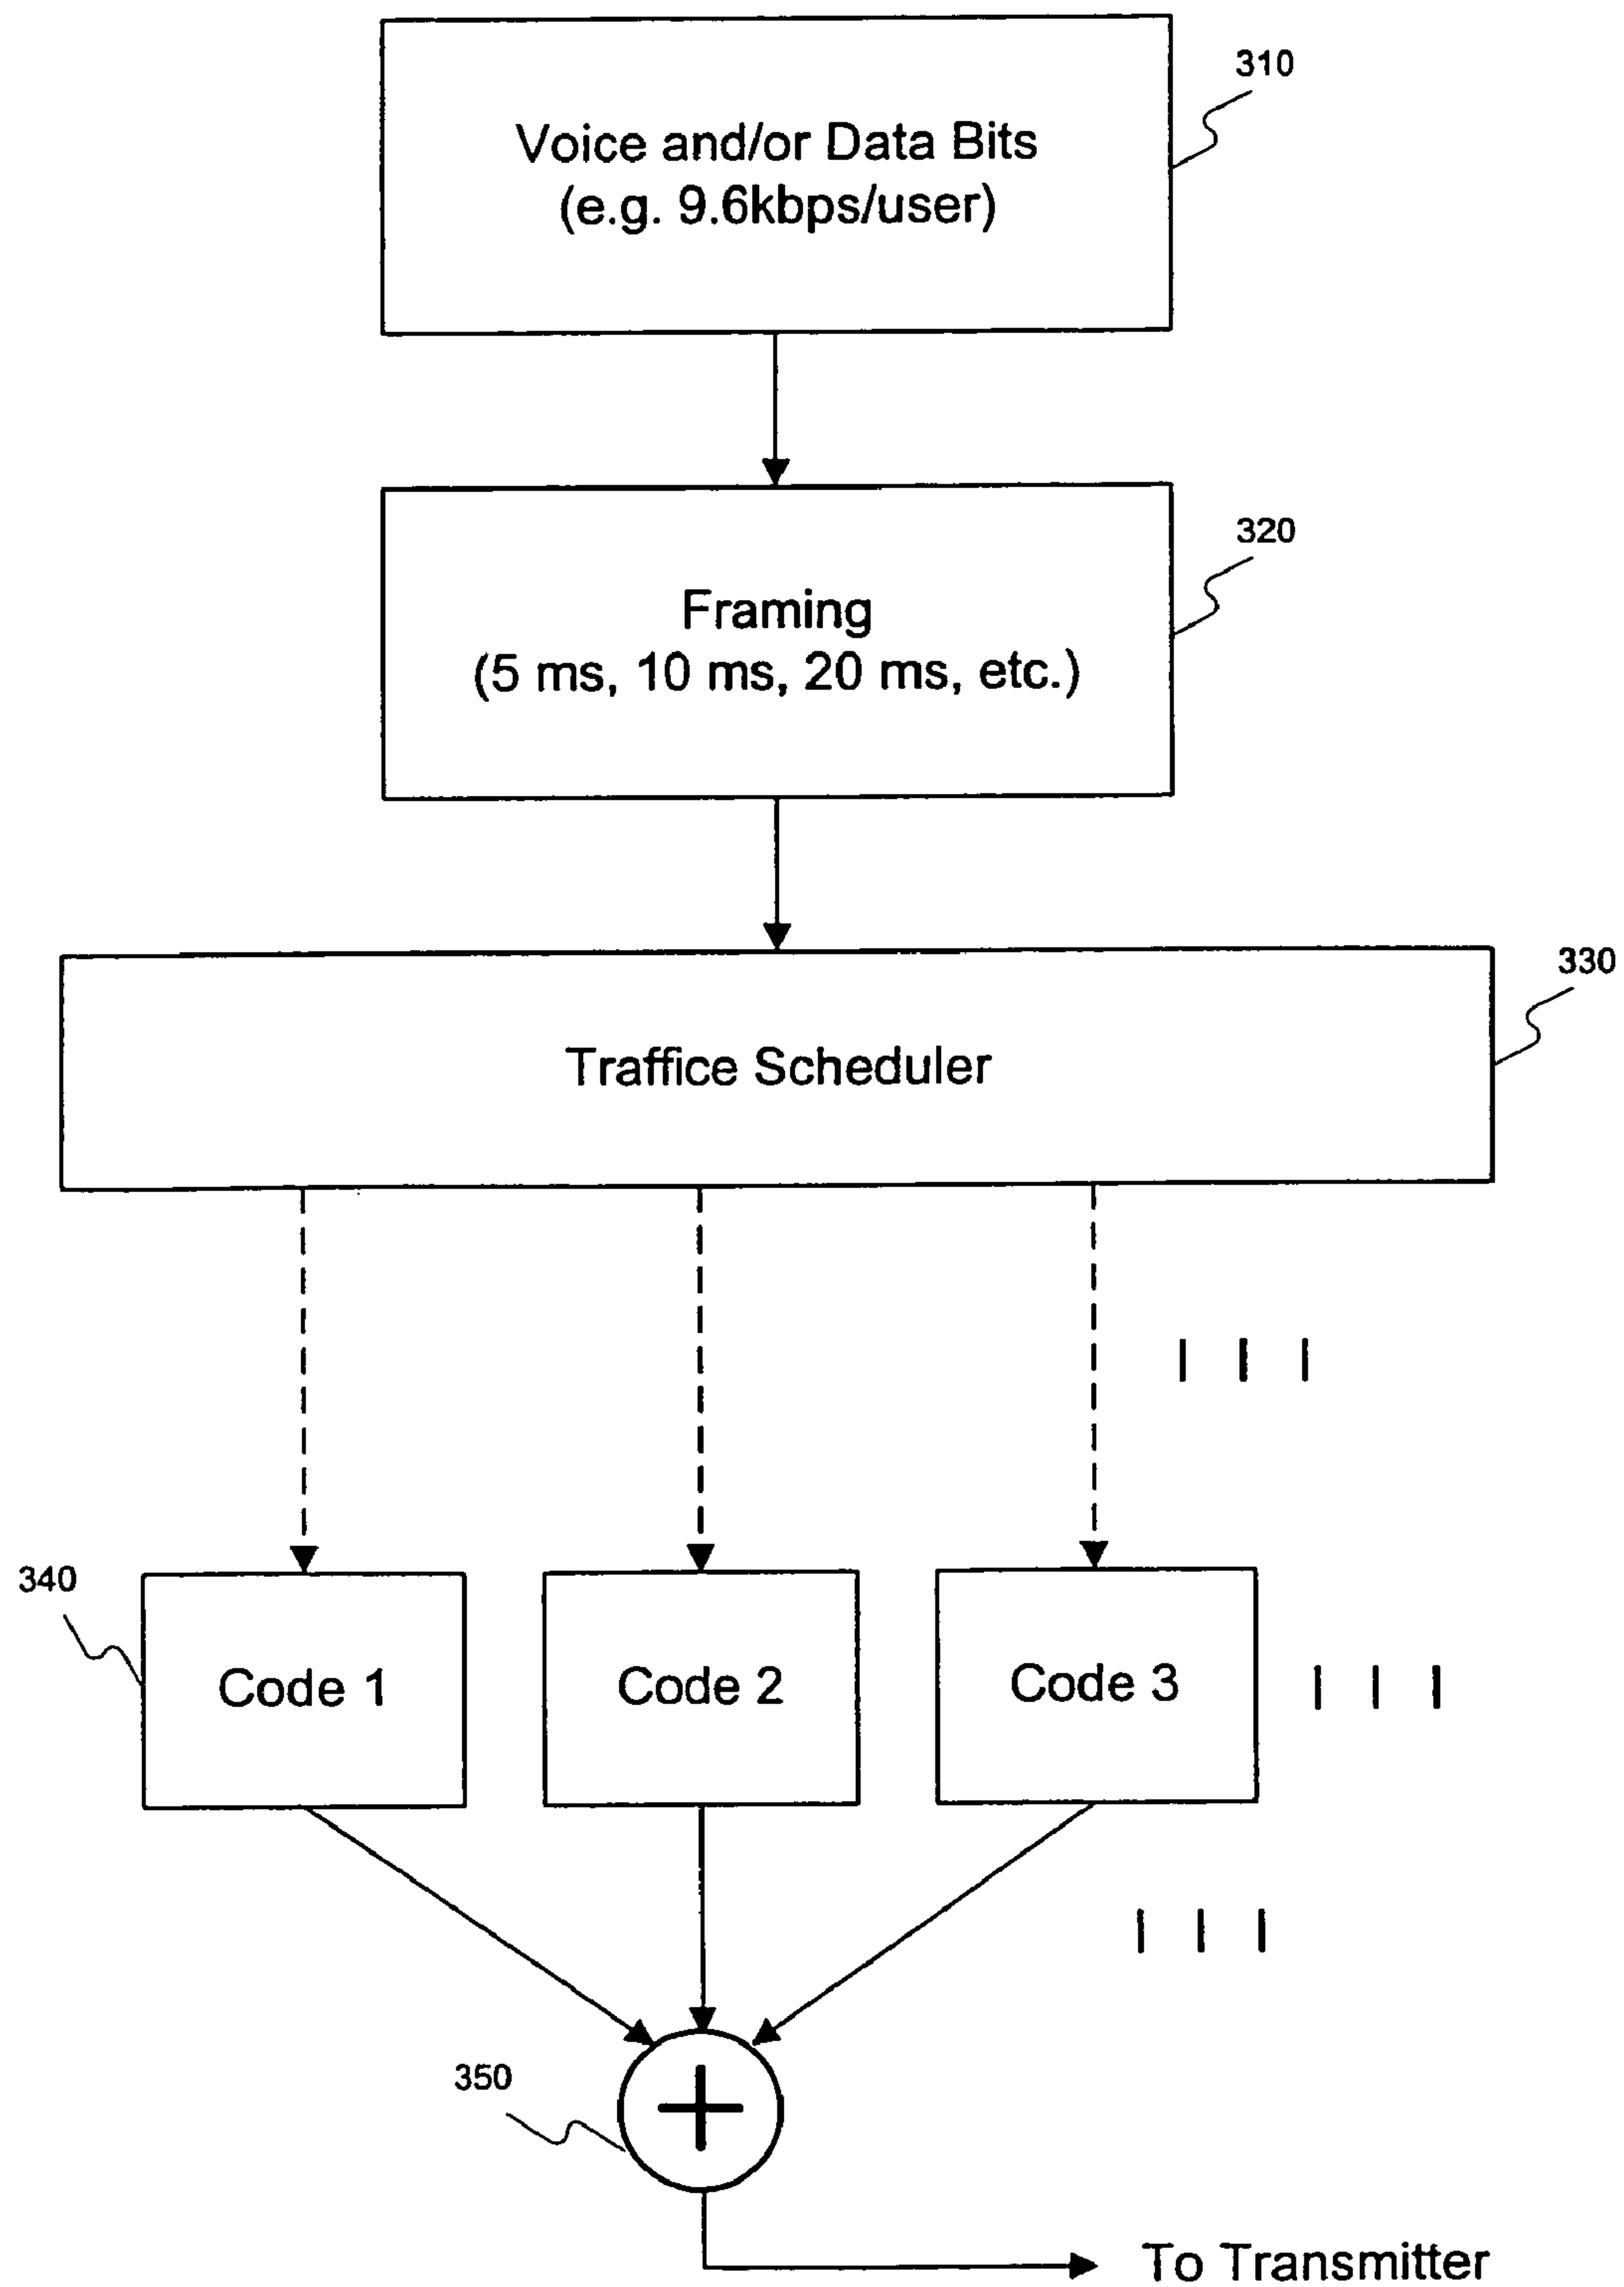 310
Voice and/or Data Bits
(e.g. 9.6kbps/user)
320
Framing
(5 ms, 10 ms, 20 ms, etc.)
330
Traffice Scheduler
340
Code 1
Code 2
Code 3
350
To Transmitter